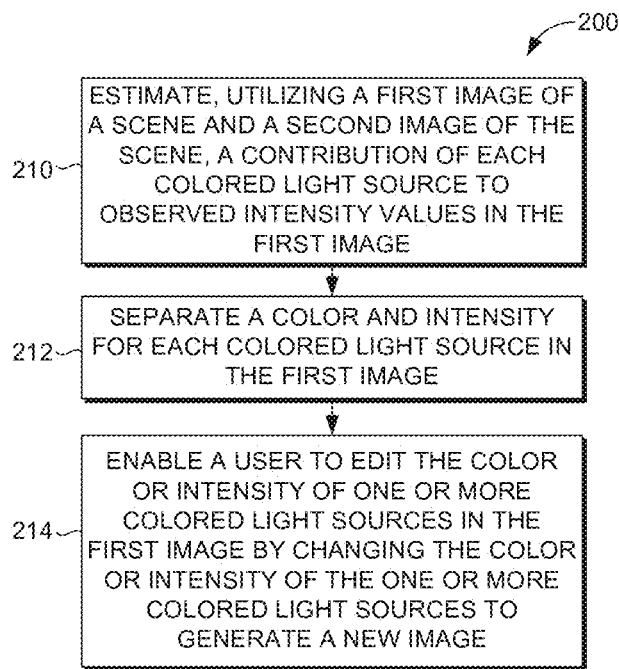 200
ESTIMATE, UTILIZING A FIRST IMAGE OF
A SCENE AND A SECOND IMAGE OF THE
SCENE, A CONTRIBUTION OF EACH
210
COLORED LIGHT SOURCE TO
OBSERVED INTENSITY VALUES IN THE
FIRST IMAGE
SEPARATE A COLOR AND INTENSITY
212
FOR EACH COLORED LIGHT SOURCE IN
THE FIRST IMAGE
ENABLE A USER TO EDIT THE COLOR
OR INTENSITY OF ONE OR MORE
COLORED LIGHT SOURCES IN THE
214
FIRST IMAGE BY CHANGING THE COLOR
OR INTENSITY OF THE ONE OR MORE
COLORED LIGHT SOURCES TO
GENERATE A NEW IMAGE